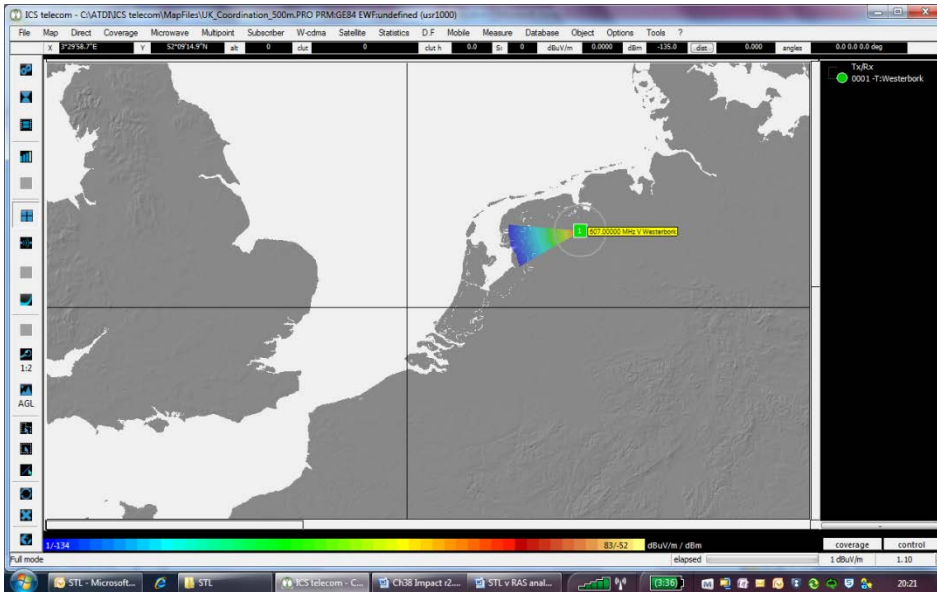 ICS telecom - C:\ATDI\ICS telecom\MapFiles\UK_Coordination_500m.PRO PRM:GE84 EWF:undefined (usr1000)
File Map Direct Coverage Microwave Multipoint Subscriber W-cdma Satellite Statistics D.F Mobile Measure Database Object Options Tools ?
X 3°29'58.7"E Y 52°09'14.9"N alt 0 clut 0 clut h 0.0 S: 0 dBuV/m 0.0000 dBm -135.0 dist. 0.000 angles 0.0 0.0 0.0 deg
Tx/Rx
0001 -T:Westerbork
1 607.00000 MHz V Westerbork
1:2
AGL
1/-134 83/-52 dBuV/m / dBm
coverage control
Full mode elapsed 1 dBuV/m 1.10
STL - Microsoft... STL ICS telecom - C... Ch38 Impact r2.... STL v RAS anal... (3:36) 20:21